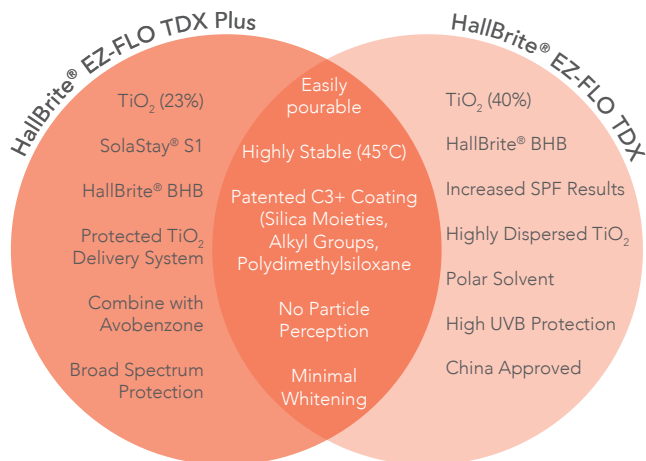 HallBrite® EZ-FLO TDX Plus
TiO₂ (23%)
SolaStay® S1
HallBrite® BHB
Protected TiO₂
Delivery System
Combine with
Avobenzone
Broad Spectrum
Protection
Easily
pourable
Highly Stable (45°C)
Patented C3+ Coating
(Silica Moieties,
Alkyl Groups,
Polydimethylsiloxane
No Particle
Perception
Minimal
Whitening
HallBrite® EZ-FLO TDX
TiO₂ (40%)
HallBrite® BHB
Increased SPF Results
Highly Dispersed TiO₂
Polar Solvent
High UVB Protection
China Approved